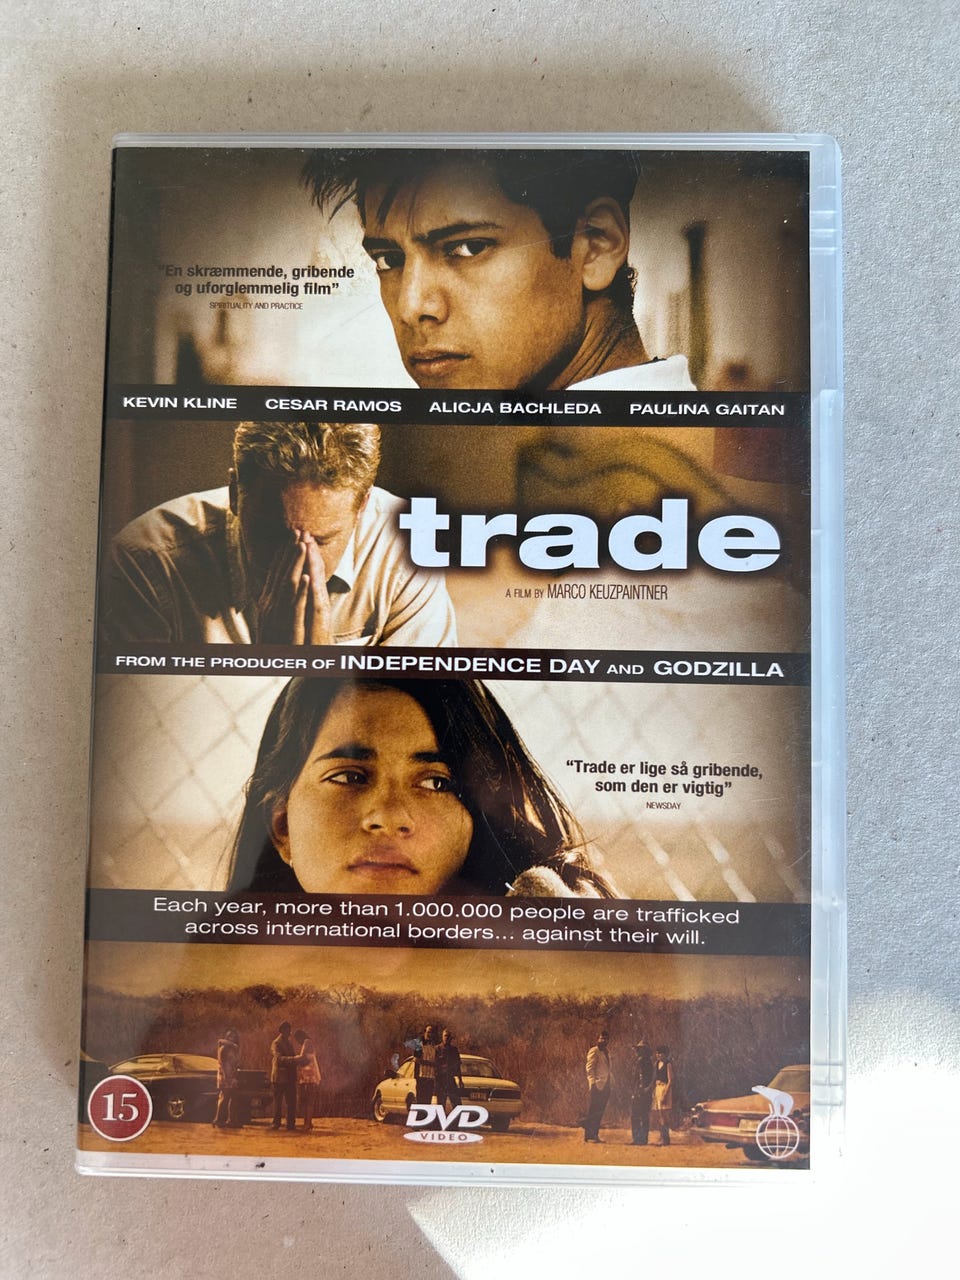 "En skræmmende, gribende
og uforglemmelig film"
SPIRITUALITY AND PRACTICE
KEVIN KLINE CESAR RAMOS ALICJA BACHLEDA PAULINA GAITAN
trade
A FILM BY MARCO KEUZPAINTNER
FROM THE PRODUCER OF INDEPENDENCE DAY AND GODZILLA
"Trade er lige så gribende,
som den er vigtig"
NEWSDAY
Each year, more than 1.000.000 people are trafficked
across international borders... against their will.
15
DVD
VIDEO